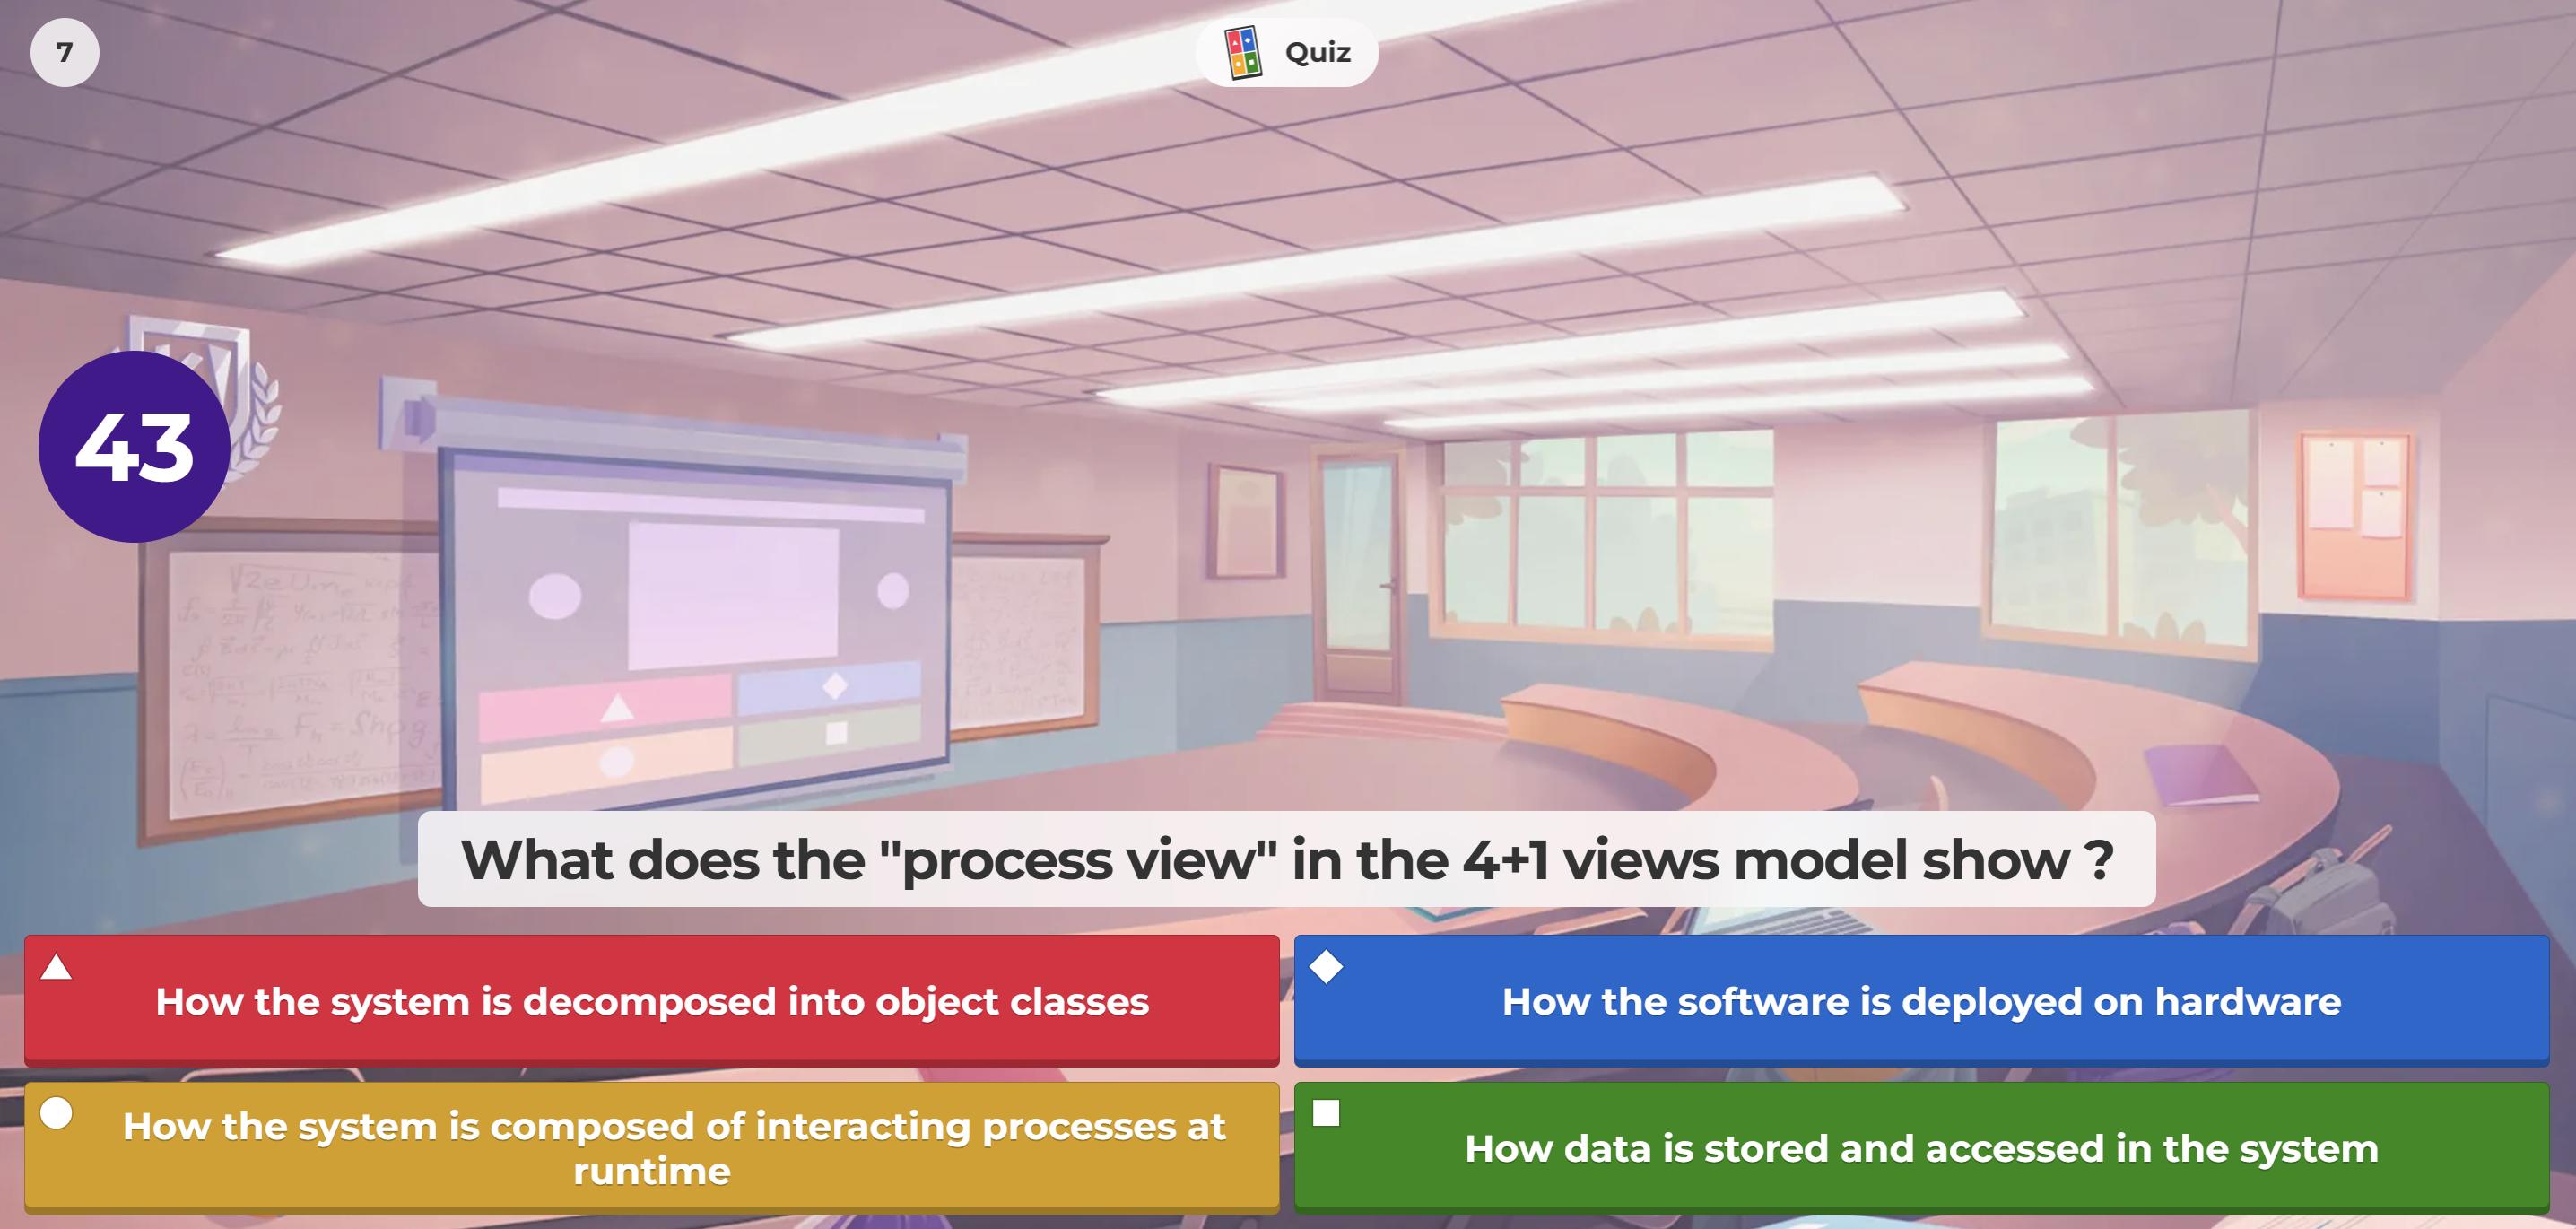 7
Quiz
43
What does the "process view" in the 4+1 views model show ?
How the system is decomposed into object classes
How the software is deployed on hardware
How the system is composed of interacting processes at
runtime
How data is stored and accessed in the system